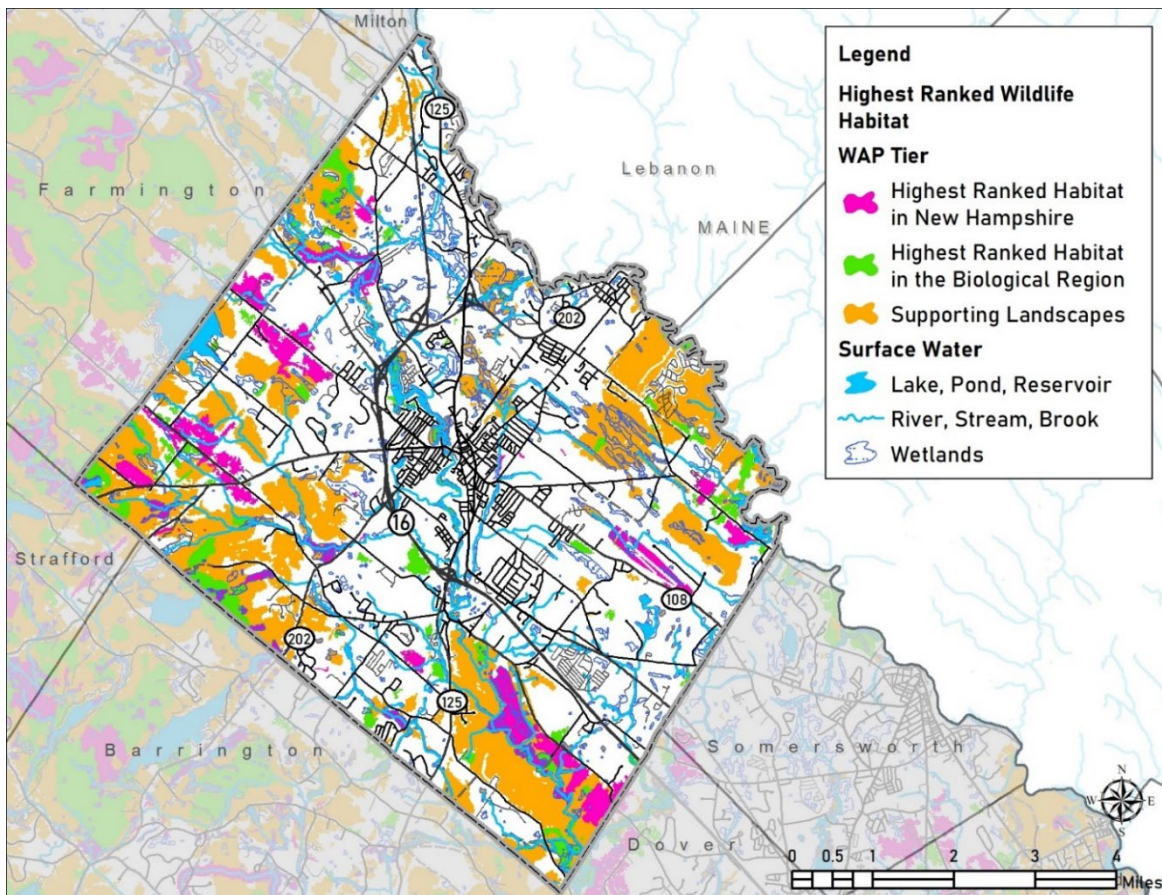 Milton
125
Farmington
Lebanon
MAINE
202
16
Strafford
108
202
125
Barrington
Somersworth
Dover
Legend
Highest Ranked Wildlife
Habitat
WAP Tier
Highest Ranked Habitat
in New Hampshire
Highest Ranked Habitat
in the Biological Region
Supporting Landscapes
Surface Water
Lake, Pond, Reservoir
River, Stream, Brook
Wetlands
N
W E
S
0 0.5 1 2 3 4
Miles